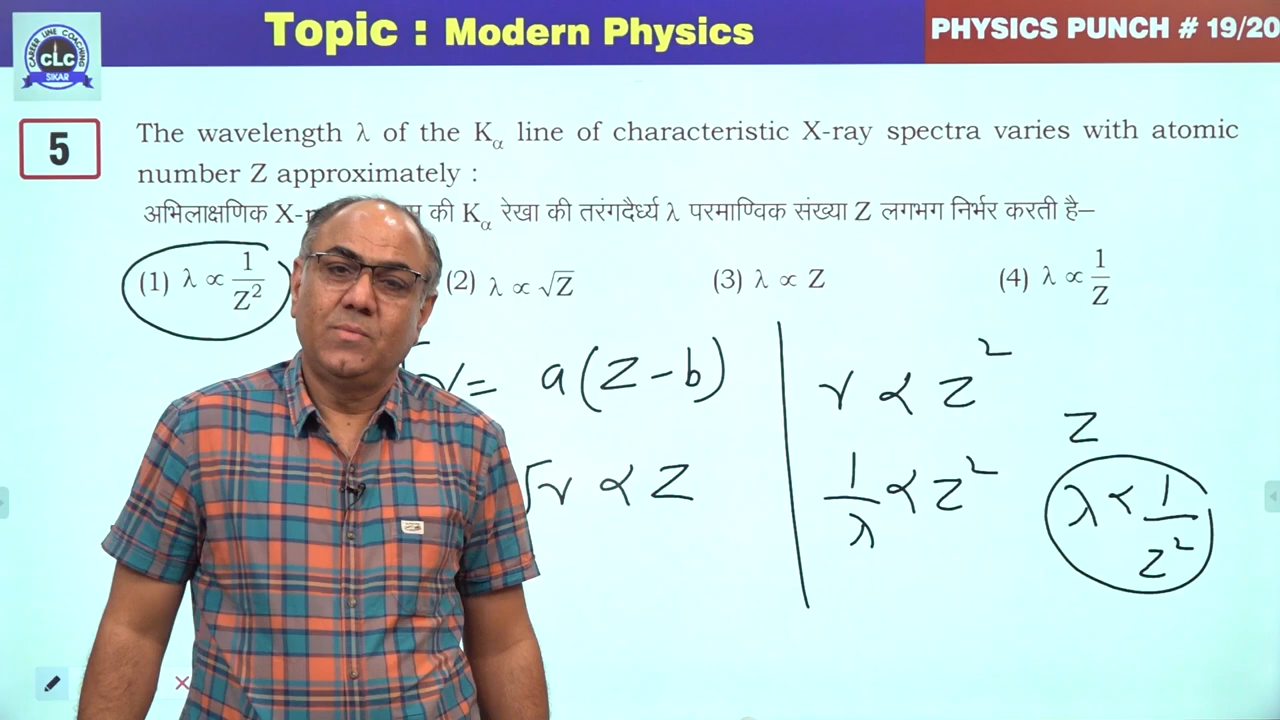 Topic : Modern Physics
PHYSICS PUNCH # 19/20
CAREER LINE COACHING
CLC
SIKAR
5
The wavelength λ of the Kα line of characteristic X-ray spectra varies with atomic
number Z approximately :
अभिलाक्षणिक X-r की Kα रेखा की तरंगदैर्ध्य λ परमाण्विक संख्या Z लगभग निर्भर करती है–
(1) λ ∝ 1/Z² (2) λ ∝ √Z (3) λ ∝ Z (4) λ ∝ 1/Z
√ν = a(Z-b)
√ν ∝ Z
ν ∝ Z²
1/λ ∝ Z²
Z
λ ∝ 1/Z²